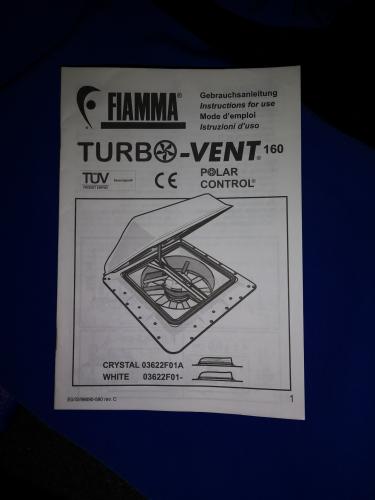 FIAMMA®
Gebrauchsanleitung
Instructions for use
Mode d'emploi
Istruzioni d'uso
TURBO-VENT® 160
TÜV
CE
POLAR
CONTROL®
CRYSTAL 03622F01A
WHITE 03622F01-
1